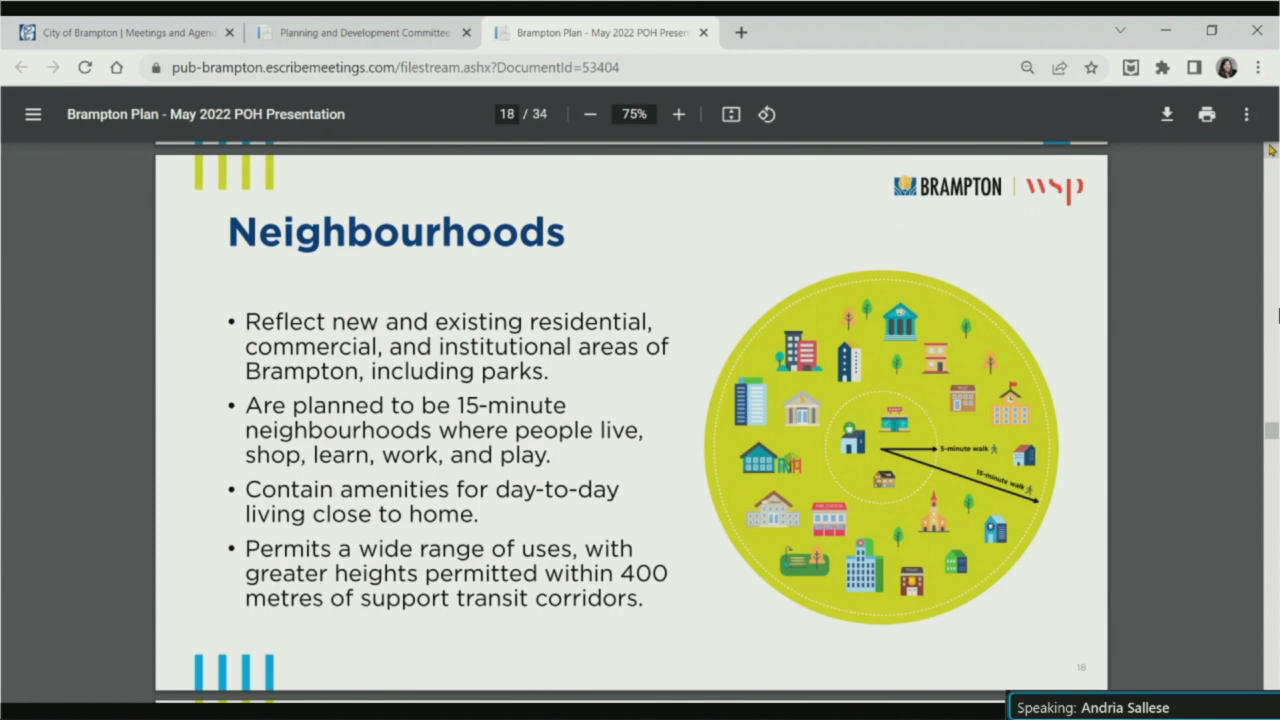 City of Brampton | Meetings and Agen
Planning and Development Committee
Brampton Plan - May 2022 POH Presen
pub-brampton.escribemeetings.com/filestream.ashx?DocumentId=53404
Brampton Plan - May 2022 POH Presentation
18 / 34
75%
BRAMPTON
wsp
Neighbourhoods
• Reflect new and existing residential,
commercial, and institutional areas of
Brampton, including parks.
• Are planned to be 15-minute
neighbourhoods where people live,
shop, learn, work, and play.
• Contain amenities for day-to-day
living close to home.
• Permits a wide range of uses, with
greater heights permitted within 400
metres of support transit corridors.
5-minute walk
15-minute walk
18
Speaking: Andria Sallese